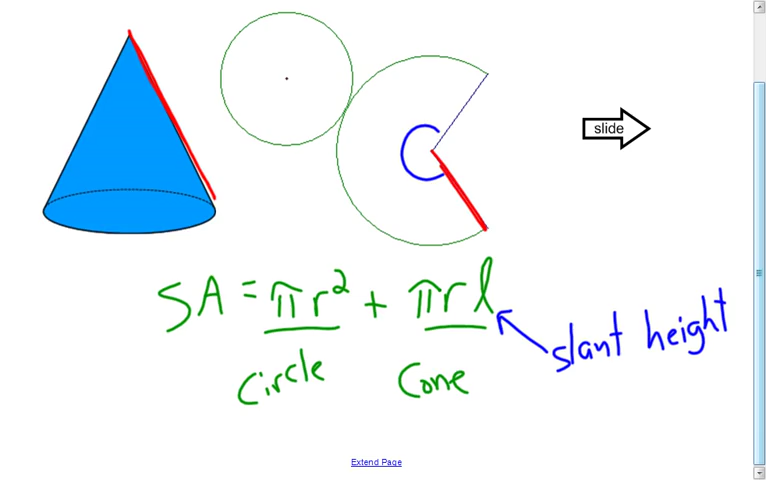 slide
SA = πr² + πrl
slant height
Circle
Cone
Extend Page